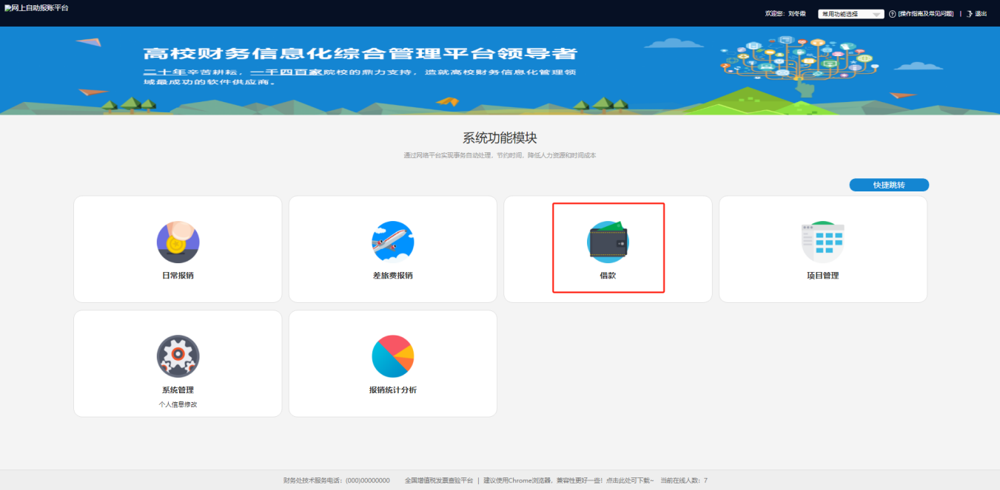 网上自助报账平台
欢迎您: 刘冬霞 常用功能选择 [操作指南及常见问题] | 退出
高校财务信息化综合管理平台领导者
二十年辛苦耕耘，一千四百家院校的鼎力支持，造就高校财务信息化管理领
域最成功的软件供应商。
系统功能模块
通过网络平台实现事务自动处理，节约时间，降低人力资源和时间成本
快捷跳转
日常报销
差旅费报销
借款
项目管理
系统管理
个人信息修改
报销统计分析
财务处技术服务电话：(000)00000000 全国增值税发票查验平台 | 建议使用Chrome浏览器，兼容性更好一些！点击此处可下载~ 当前在线人数：7